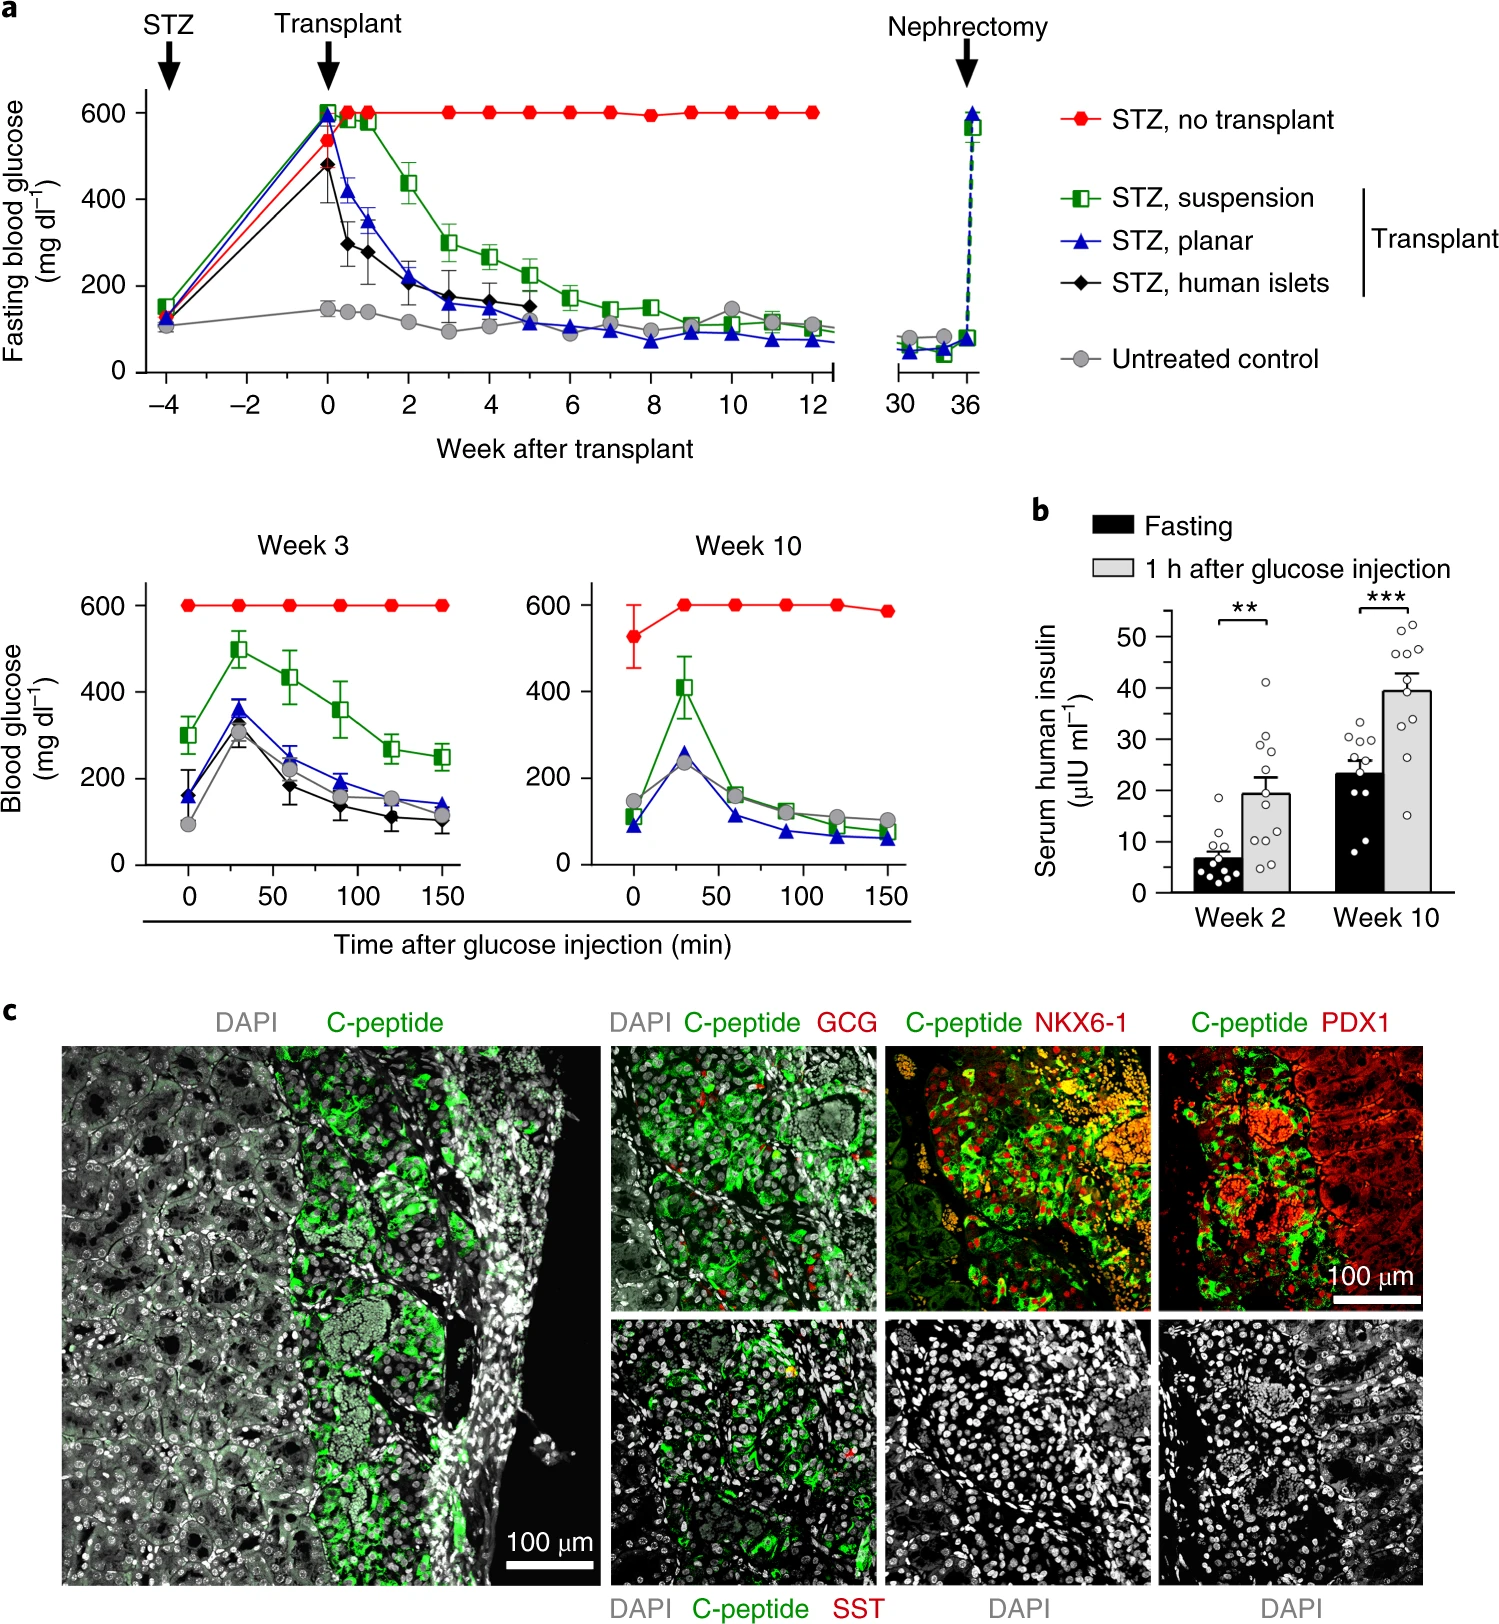 a
STZ
Transplant
Nephrectomy
Fasting blood glucose
(mg dl⁻¹)
600
400
200
0
−4
−2
0
2
4
6
8
10
12
30
36
Week after transplant
STZ, no transplant
STZ, suspension
STZ, planar
STZ, human islets
Transplant
Untreated control
Week 3
Week 10
Blood glucose
(mg dl⁻¹)
600
400
200
0
0
50
100
150
600
400
200
0
0
50
100
150
Time after glucose injection (min)
b
Fasting
1 h after glucose injection
Serum human insulin
(μIU ml⁻¹)
50
40
30
20
10
0
**
***
Week 2
Week 10
c
DAPI C-peptide
DAPI C-peptide GCG
C-peptide NKX6-1
C-peptide PDX1
100 μm
100 μm
DAPI C-peptide SST
DAPI
DAPI